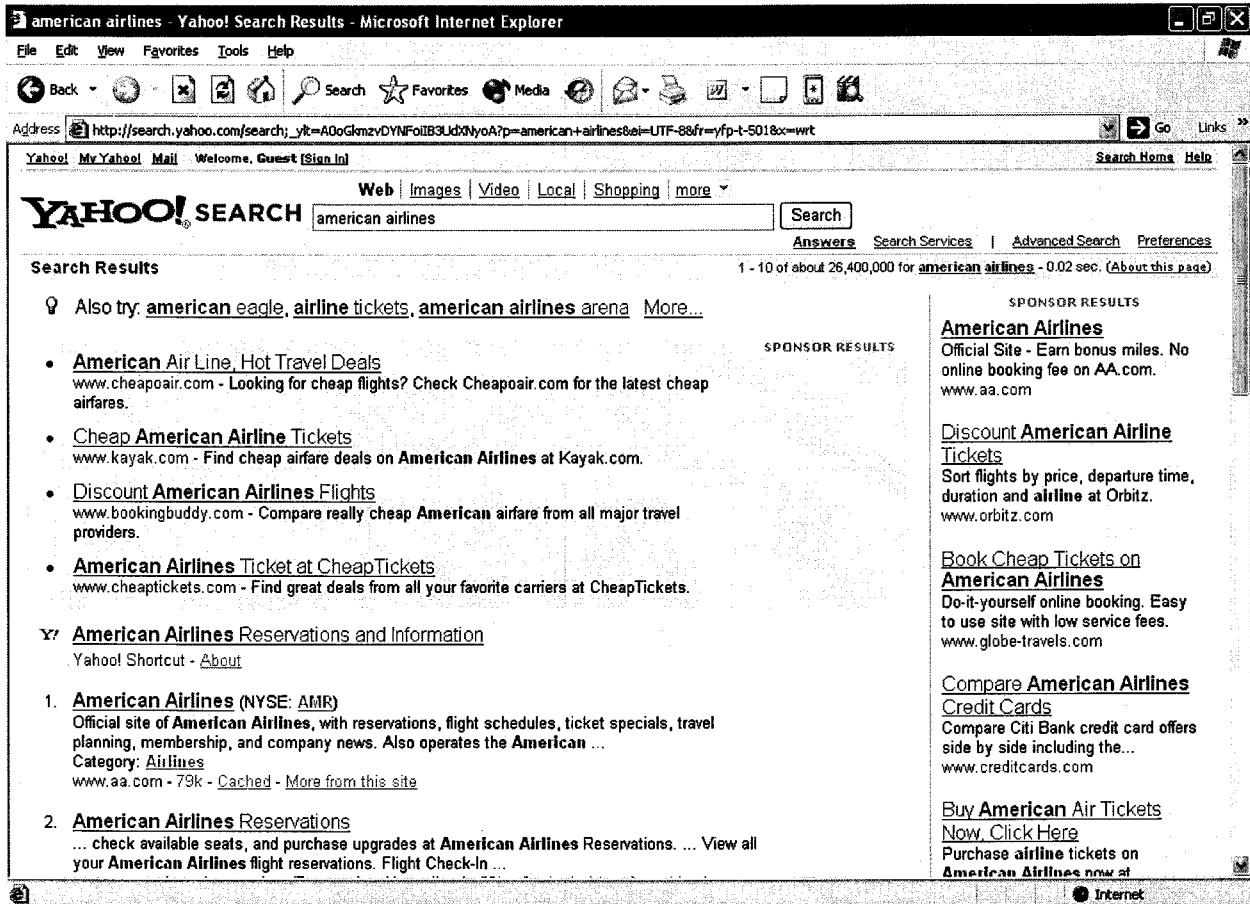 american airlines - Yahoo! Search Results - Microsoft Internet Explorer
File Edit View Favorites Tools Help
Back Search Favorites Media
Address http://search.yahoo.com/search;_ylt=A0oGkmzvDYNFoiIB3UdXNyoA?p=american+airlines&ei=UTF-8&fr=yfp-t-501&x=wrt Go Links »
Yahoo! My Yahoo! Mail Welcome, Guest [Sign In] Search Home Help
Web | Images | Video | Local | Shopping | more
YAHOO! SEARCH american airlines Search
Answers Search Services | Advanced Search Preferences
Search Results 1 - 10 of about 26,400,000 for american airlines - 0.02 sec. (About this page)
Also try: american eagle, airline tickets, american airlines arena More...
SPONSOR RESULTS
• American Air Line, Hot Travel Deals
www.cheapoair.com - Looking for cheap flights? Check Cheapoair.com for the latest cheap
airfares.
• Cheap American Airline Tickets
www.kayak.com - Find cheap airfare deals on American Airlines at Kayak.com.
• Discount American Airlines Flights
www.bookingbuddy.com - Compare really cheap American airfare from all major travel
providers.
• American Airlines Ticket at CheapTickets
www.cheaptickets.com - Find great deals from all your favorite carriers at CheapTickets.
Y! American Airlines Reservations and Information
Yahoo! Shortcut - About
1. American Airlines (NYSE: AMR)
Official site of American Airlines, with reservations, flight schedules, ticket specials, travel
planning, membership, and company news. Also operates the American ...
Category: Airlines
www.aa.com - 79k - Cached - More from this site
2. American Airlines Reservations
... check available seats, and purchase upgrades at American Airlines Reservations. ... View all
your American Airlines flight reservations. Flight Check-In ...
SPONSOR RESULTS
American Airlines
Official Site - Earn bonus miles. No
online booking fee on AA.com.
www.aa.com
Discount American Airline
Tickets
Sort flights by price, departure time,
duration and airline at Orbitz.
www.orbitz.com
Book Cheap Tickets on
American Airlines
Do-it-yourself online booking. Easy
to use site with low service fees.
www.globe-travels.com
Compare American Airlines
Credit Cards
Compare Citi Bank credit card offers
side by side including the...
www.creditcards.com
Buy American Air Tickets
Now, Click Here
Purchase airline tickets on
American Airlines now at
Internet